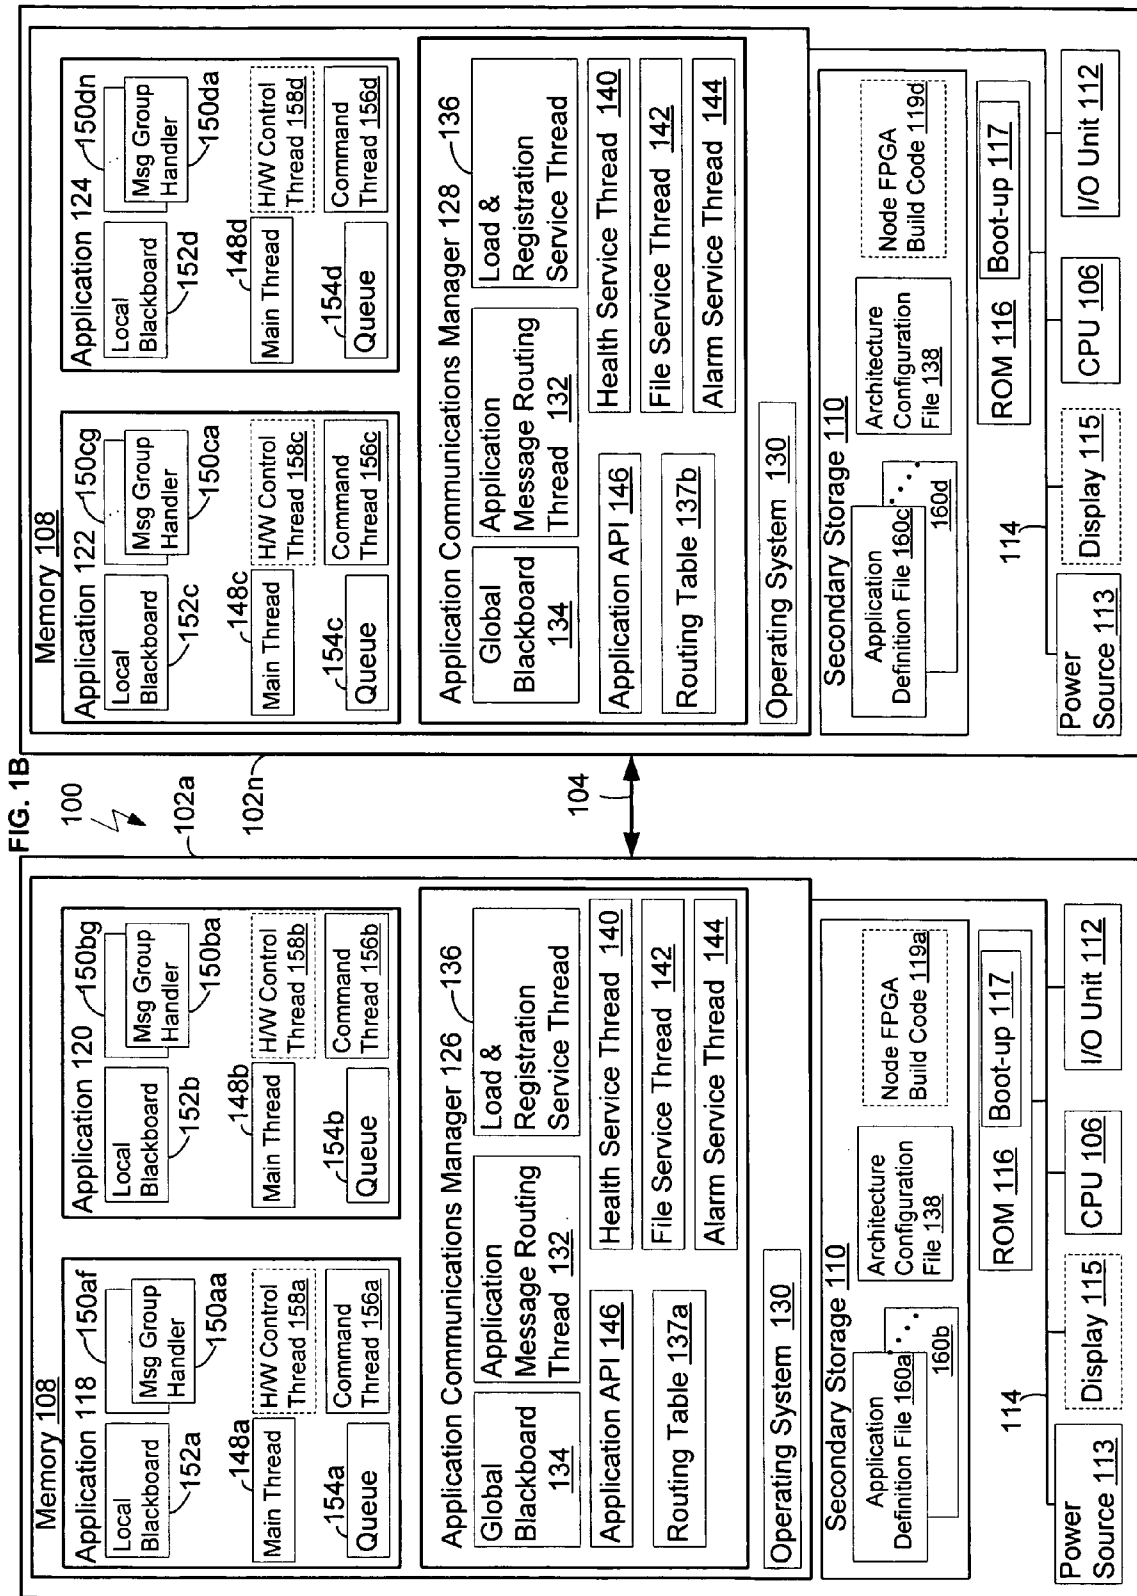 FIG. 1B
100
102a
102n
104
Memory 108
Application 118
150af
Local
Blackboard
Msg Group
Handler
152a
150aa
148a
Main Thread
H/W Control
Thread 158a
154a
Queue
Command
Thread 156a
Application 120
150bg
Local
Blackboard
Msg Group
Handler
152b
150ba
148b
Main Thread
H/W Control
Thread 158b
154b
Queue
Command
Thread 156b
Application Communications Manager 126
136
Global
Blackboard
134
Application
Message Routing
Thread 132
Load &
Registration
Service Thread
Application API 146
Health Service Thread 140
Routing Table 137a
File Service Thread 142
Alarm Service Thread 144
Operating System 130
Secondary Storage 110
Application
Definition File 160a
160b
Architecture
Configuration
File 138
Node FPGA
Build Code 119a
ROM 116
Boot-up 117
114
Power
Source 113
Display 115
CPU 106
I/O Unit 112
Memory 108
Application 122
150cg
Local
Blackboard
Msg Group
Handler
152c
150ca
148c
Main Thread
H/W Control
Thread 158c
154c
Queue
Command
Thread 156c
Application 124
150dn
Local
Blackboard
Msg Group
Handler
152d
150da
148d
Main Thread
H/W Control
Thread 158d
154d
Queue
Command
Thread 156d
Application Communications Manager 128
136
Global
Blackboard
134
Application
Message Routing
Thread 132
Load &
Registration
Service Thread
Application API 146
Health Service Thread 140
Routing Table 137b
File Service Thread 142
Alarm Service Thread 144
Operating System 130
Secondary Storage 110
Application
Definition File 160c
160d
Architecture
Configuration
File 138
Node FPGA
Build Code 119d
ROM 116
Boot-up 117
114
Power
Source 113
Display 115
CPU 106
I/O Unit 112